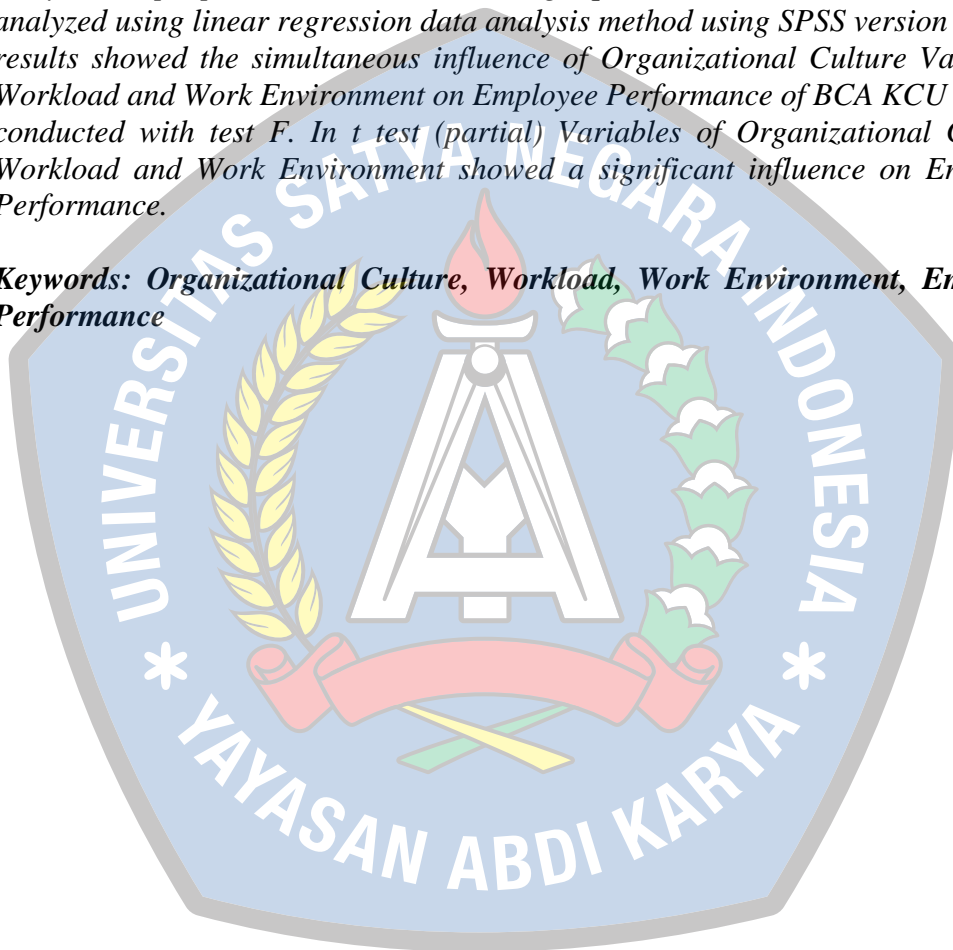 analyzed using linear regression data analysis method using SPSS version
results showed the simultaneous influence of Organizational Culture Va
Workload and Work Environment on Employee Performance of BCA KCU
conducted with test F. In t test (partial) Variables of Organizational C
Workload and Work Environment showed a significant influence on En
Performance.
Keywords: Organizational Culture, Workload, Work Environment, En
Performance
UNIVERSITAS SATYA NEGARA INDONESIA
* YAYASAN ABDI KARYA *